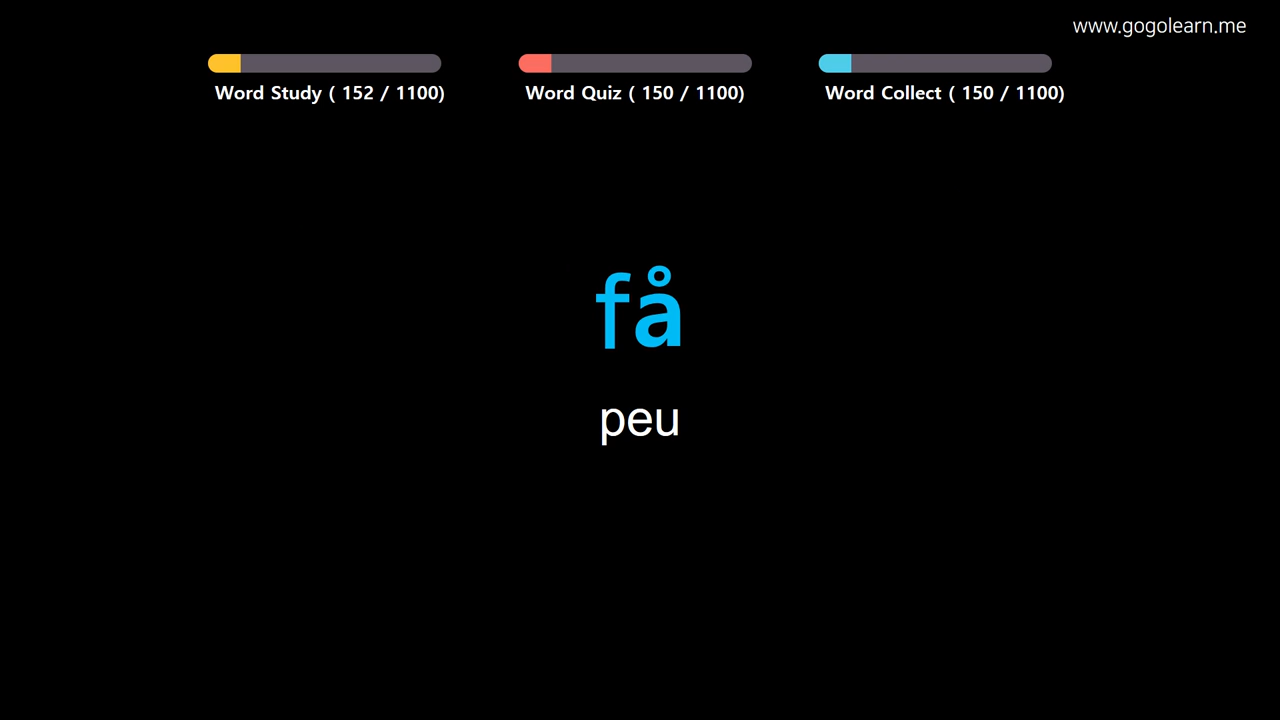 www.gogolearn.me
Word Study ( 152 / 1100)
Word Quiz ( 150 / 1100)
Word Collect ( 150 / 1100)
få
peu